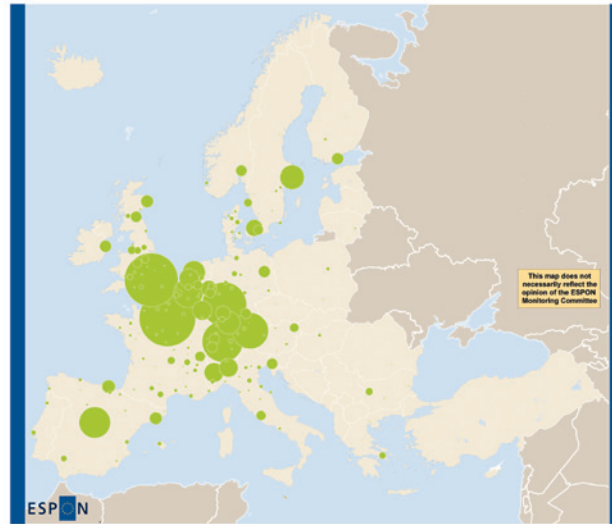 This map does not
necessarily reflect the
opinion of the ESPON
Monitoring Committee
ESPON